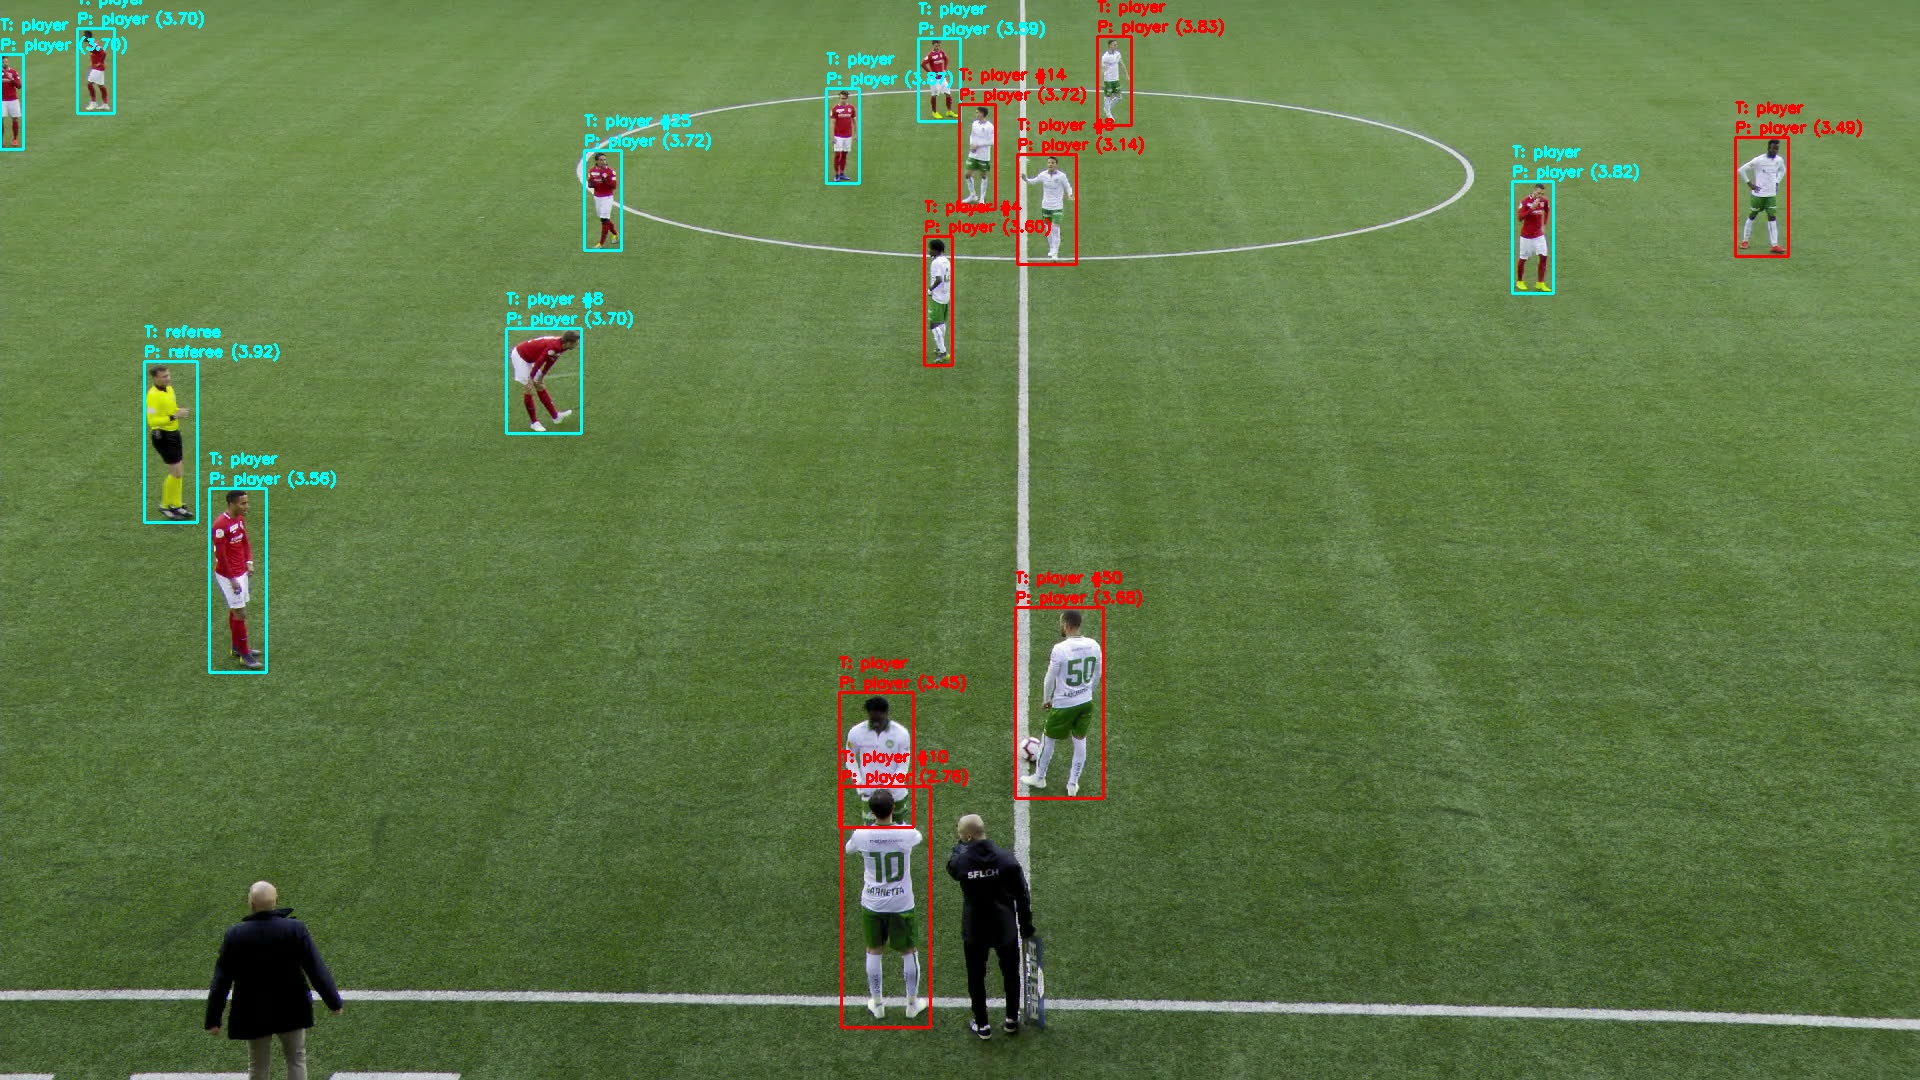 T: player
P: player (3.70)
T: player
P: player (3.70)
T: player
P: player (3.69)
T: player
P: player (3.83)
T: player
P: player (3.87)
T: player #14
P: player (3.72)
T: player
P: player (3.49)
T: player #25
P: player (3.72)
T: player #8
P: player (3.14)
T: player
P: player (3.82)
T: player #4
P: player (3.60)
T: player #8
P: player (3.70)
T: referee
P: referee (3.92)
T: player
P: player (3.56)
T: player #50
P: player (3.68)
50
T: player
P: player (3.45)
T: player #10
P: player (2.76)
10
BARNETTA
SFL.CH